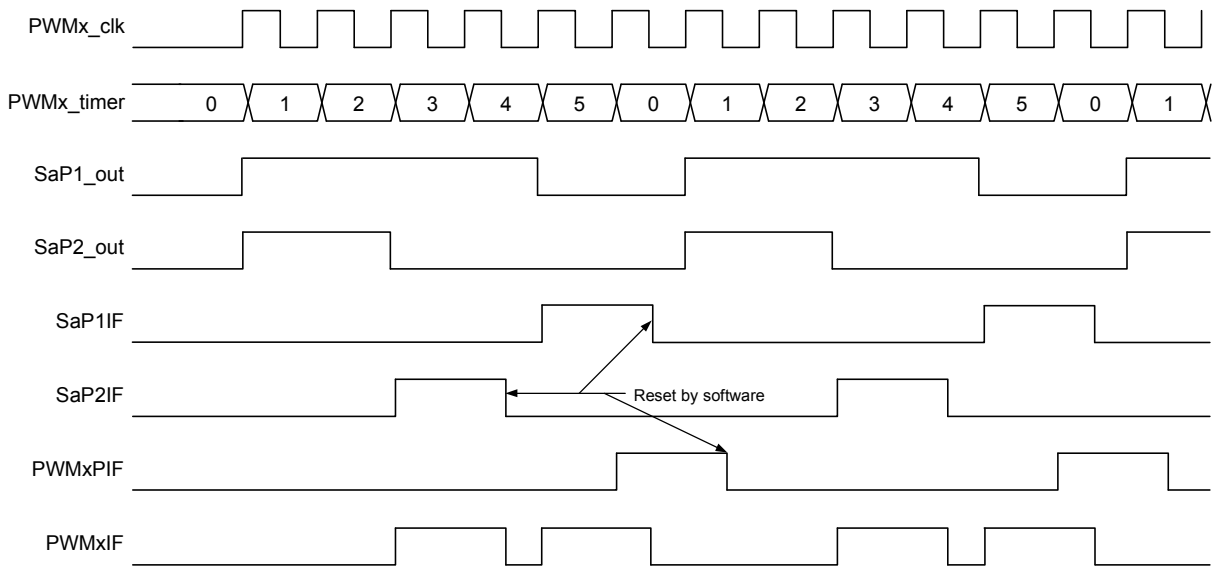 PWMx_clk
PWMx_timer 0 1 2 3 4 5 0 1 2 3 4 5 0 1
SaP1_out
SaP2_out
SaP1IF
SaP2IF
Reset by software
PWMxPIF
PWMxIF